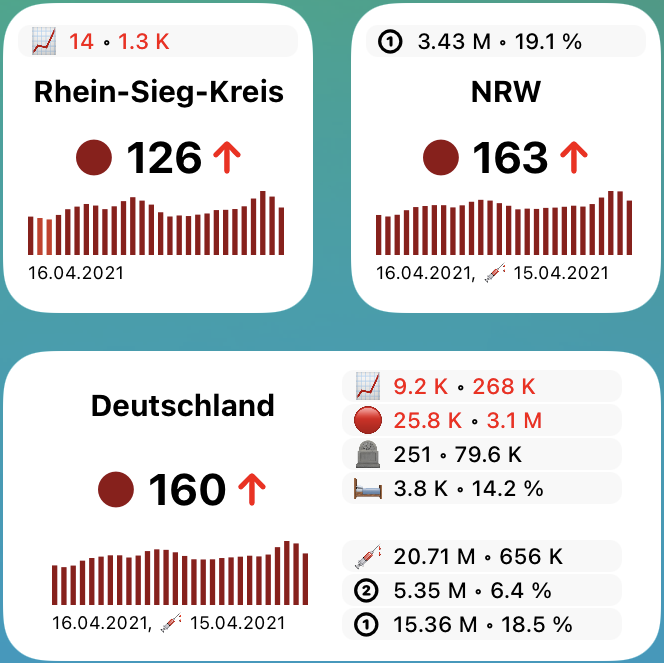 14 ∘ 1.3 K
Rhein-Sieg-Kreis
126
16.04.2021
1 3.43 M ∘ 19.1 %
NRW
163
16.04.2021, 15.04.2021
Deutschland
160
16.04.2021, 15.04.2021
9.2 K ∘ 268 K
25.8 K ∘ 3.1 M
251 ∘ 79.6 K
3.8 K ∘ 14.2 %
20.71 M ∘ 656 K
2 5.35 M ∘ 6.4 %
1 15.36 M ∘ 18.5 %